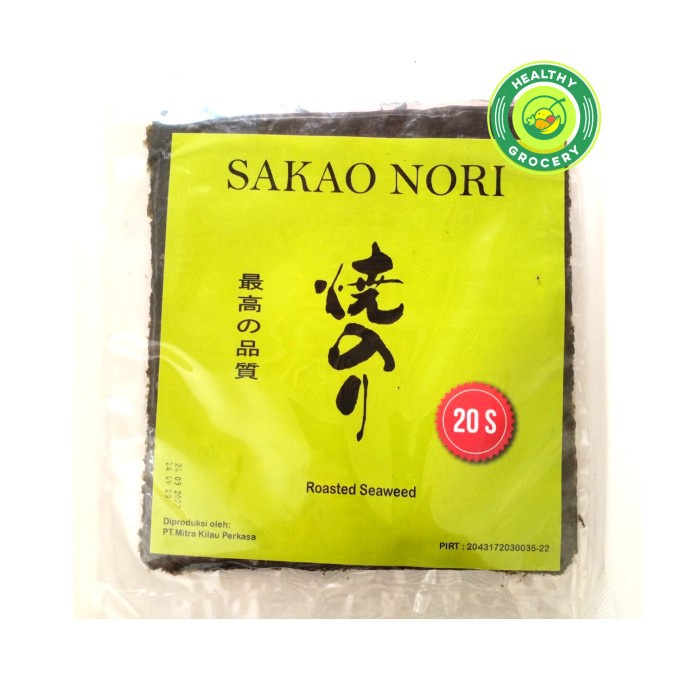 HEALTHY
GROCERY
SAKAO NORI
焼のり
最高の品質
20 S
Roasted Seaweed
Diproduksi oleh:
PT.Mitra Kilau Perkasa
PIRT : 2043172030035-22